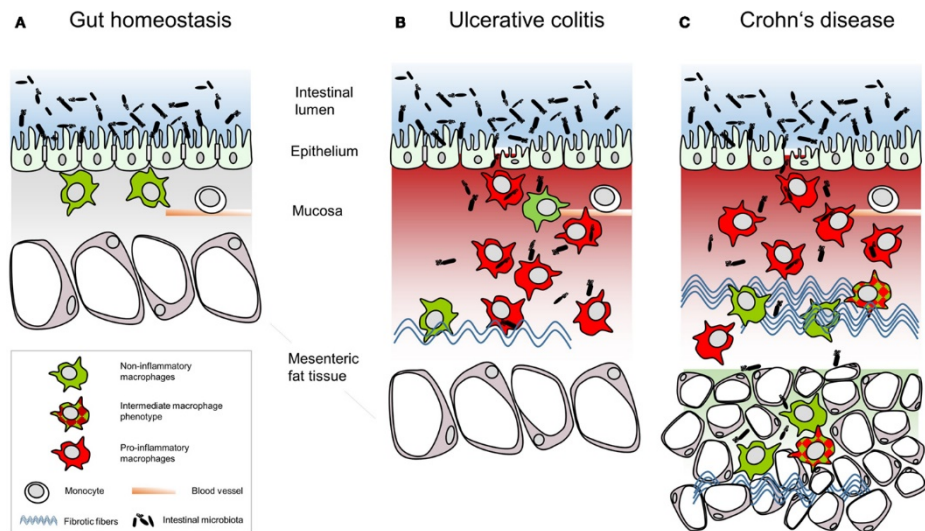 A Gut homeostasis
B Ulcerative colitis
C Crohn‘s disease
Intestinal
lumen
Epithelium
Mucosa
Mesenteric
fat tissue
Non-inflammatory
macrophages
Intermediate macrophage
phenotype
Pro-inflammatory
macrophages
Monocyte
Blood vessel
Fibrotic fibers
Intestinal microbiota